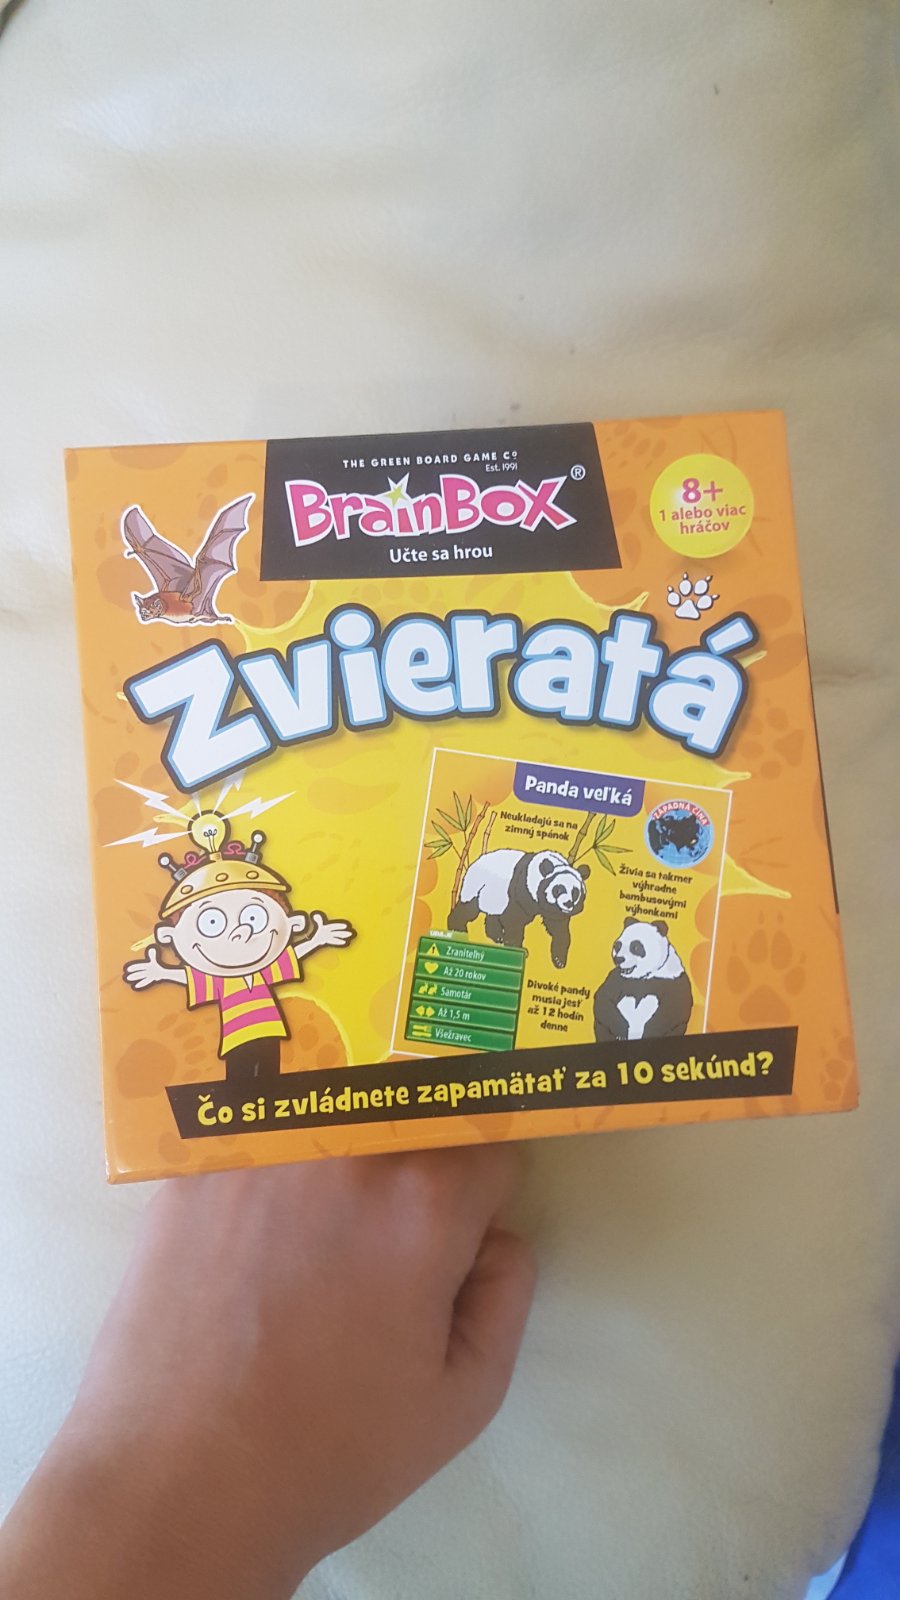 THE GREEN BOARD GAME Co
Est. 1991
BrainBox®
Učte sa hrou
8+
1 alebo viac
hráčov
Zvieratá
Panda veľká
ZÁPADNÁ ČÍNA
Neukladajú sa na
zimný spánok
Živia sa takmer
výhradne
bambusovými
výhonkami
Zraniteľný
Až 20 rokov
Samotár
Až 1,5 m
Všežravec
Divoké pandy
musia jesť
až 12 hodín
denne
Čo si zvládnete zapamätať za 10 sekúnd?